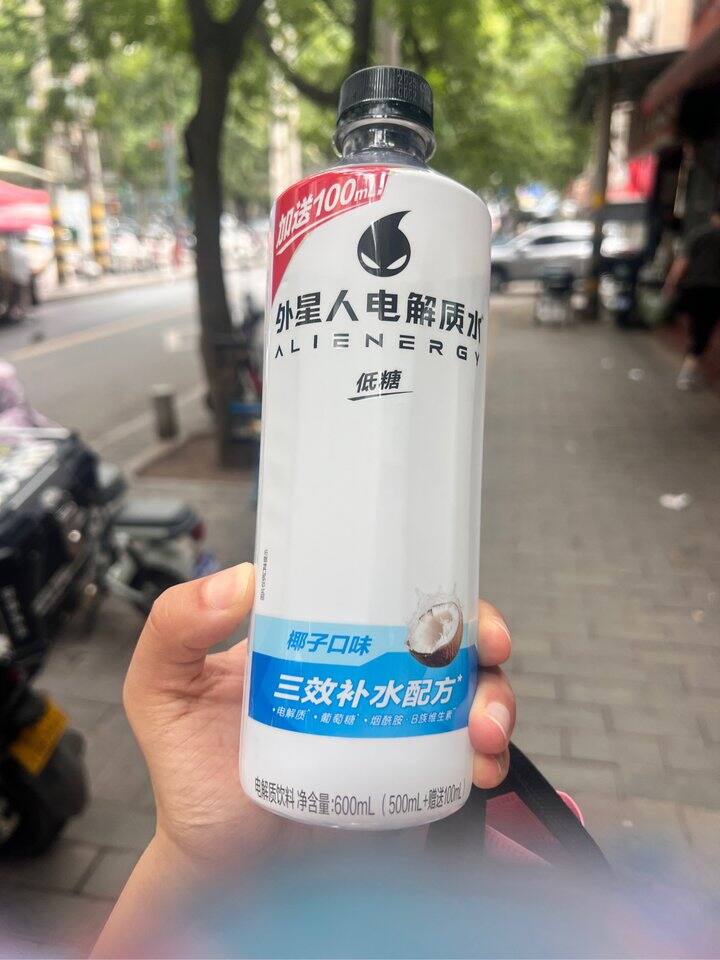 加送100mL!
外星人电解质水
ALIENERGY
低糖
椰子口味
三效补水配方*
·电解质 ·葡萄糖 ·烟酰胺 ·B族维生素
电解质饮料 净含量:600mL（500mL+赠送100mL）